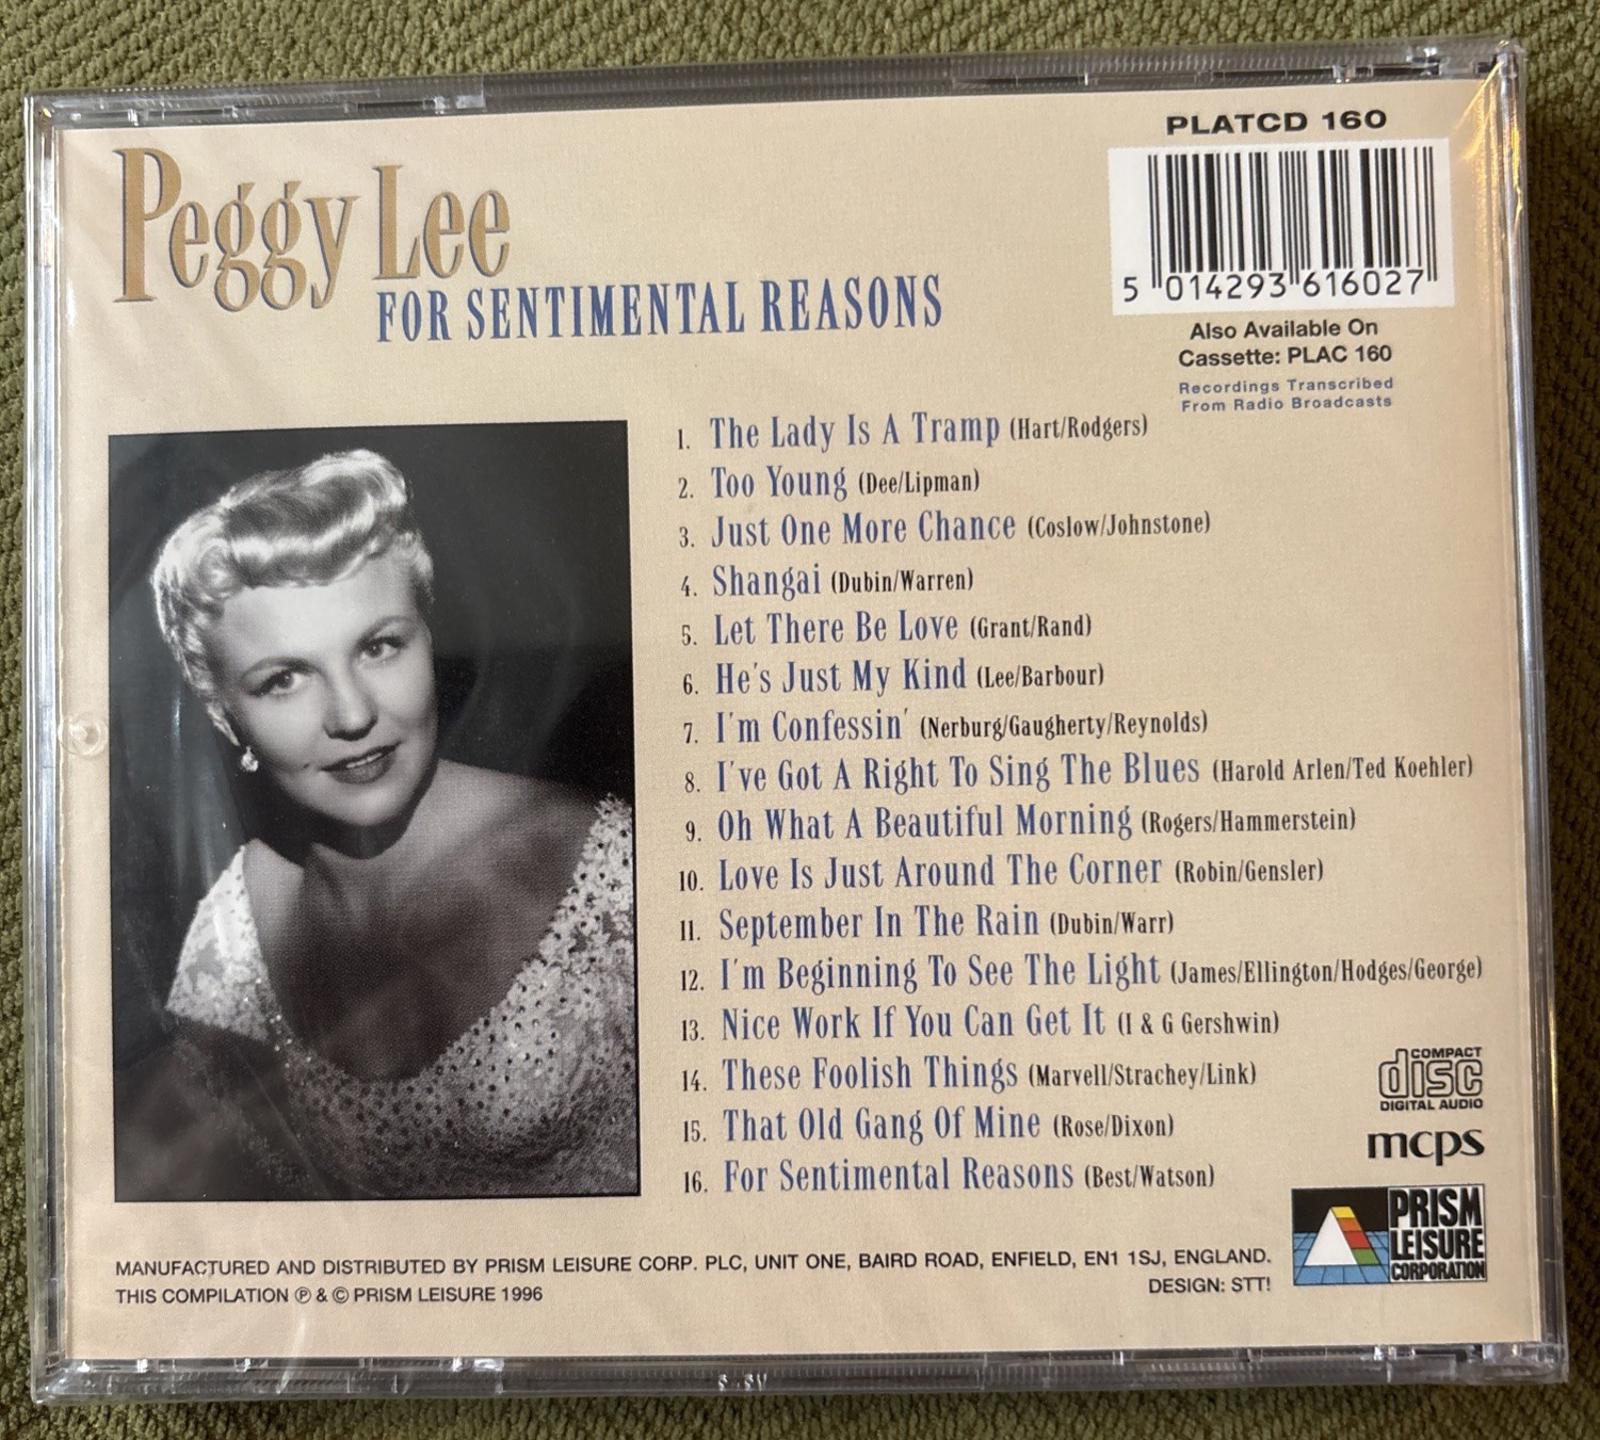 PLATCD 160
Peggy Lee
FOR SENTIMENTAL REASONS
5 014293 616027
Also Available On
Cassette: PLAC 160
Recordings Transcribed
From Radio Broadcasts
1. The Lady Is A Tramp (Hart/Rodgers)
2. Too Young (Dee/Lipman)
3. Just One More Chance (Coslow/Johnstone)
4. Shangai (Dubin/Warren)
5. Let There Be Love (Grant/Rand)
6. He's Just My Kind (Lee/Barbour)
7. I'm Confessin' (Nerburg/Gaugherty/Reynolds)
8. I've Got A Right To Sing The Blues (Harold Arlen/Ted Koehler)
9. Oh What A Beautiful Morning (Rogers/Hammerstein)
10. Love Is Just Around The Corner (Robin/Gensler)
11. September In The Rain (Dubin/Warr)
12. I'm Beginning To See The Light (James/Ellington/Hodges/George)
13. Nice Work If You Can Get It (I & G Gershwin)
14. These Foolish Things (Marvell/Strachey/Link)
15. That Old Gang Of Mine (Rose/Dixon)
16. For Sentimental Reasons (Best/Watson)
COMPACT
disc
DIGITAL AUDIO
mcps
PRISM
LEISURE
CORPORATION
MANUFACTURED AND DISTRIBUTED BY PRISM LEISURE CORP. PLC, UNIT ONE, BAIRD ROAD, ENFIELD, EN1 1SJ, ENGLAND.
THIS COMPILATION ℗ & © PRISM LEISURE 1996
DESIGN: STT!